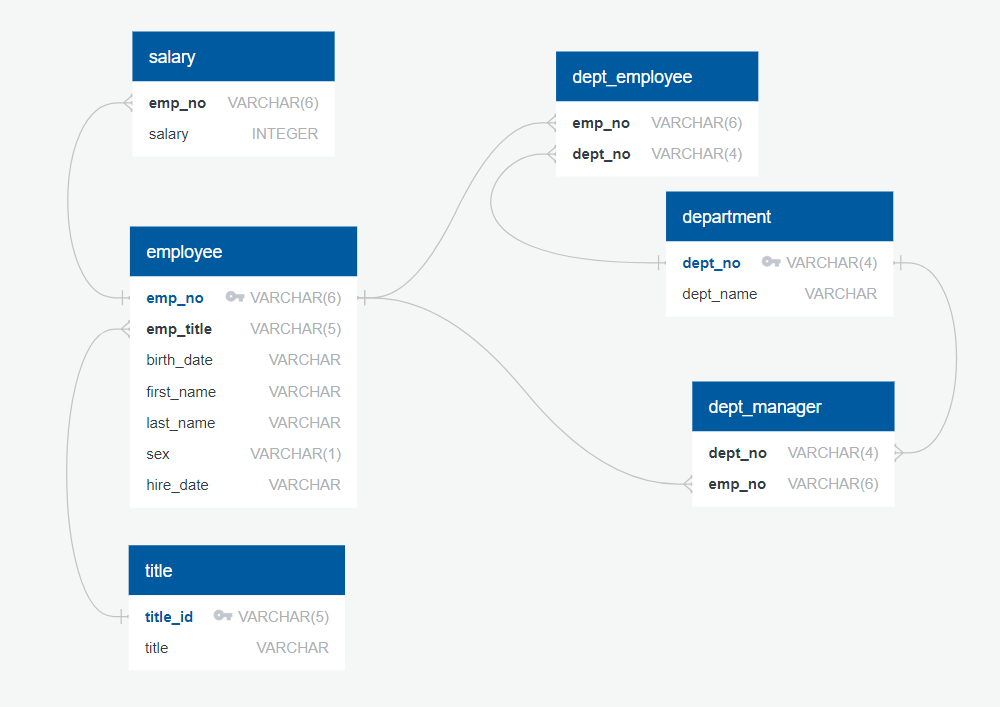 salary
emp_no VARCHAR(6)
salary INTEGER
employee
emp_no VARCHAR(6)
emp_title VARCHAR(5)
birth_date VARCHAR
first_name VARCHAR
last_name VARCHAR
sex VARCHAR(1)
hire_date VARCHAR
title
title_id VARCHAR(5)
title VARCHAR
dept_employee
emp_no VARCHAR(6)
dept_no VARCHAR(4)
department
dept_no VARCHAR(4)
dept_name VARCHAR
dept_manager
dept_no VARCHAR(4)
emp_no VARCHAR(6)